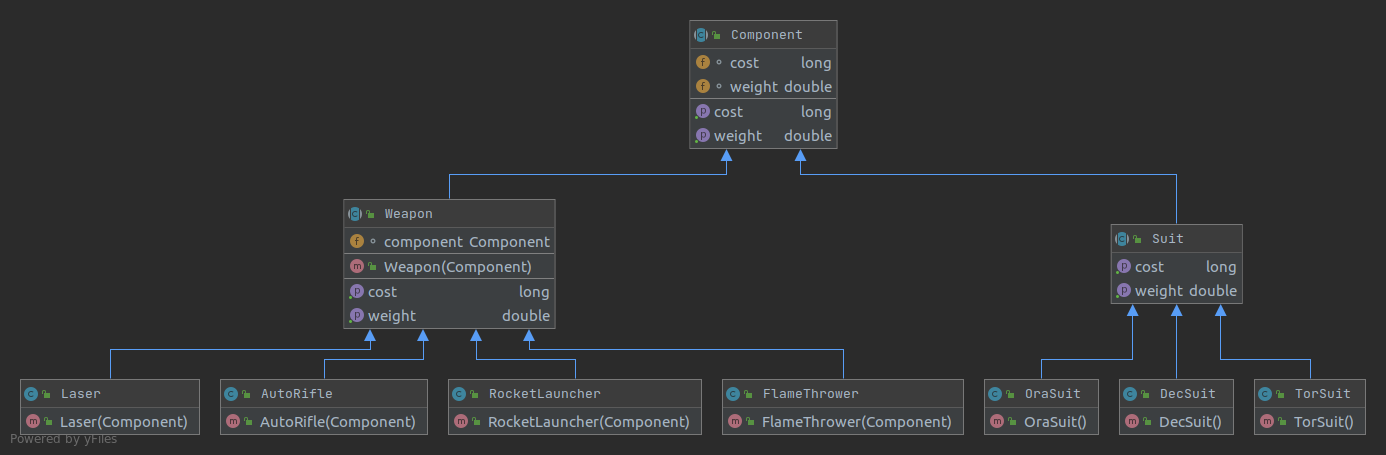 Component
cost long
weight double
cost long
weight double
Weapon
component Component
Weapon(Component)
cost long
weight double
Suit
cost long
weight double
Laser
Laser(Component)
AutoRifle
AutoRifle(Component)
RocketLauncher
RocketLauncher(Component)
FlameThrower
FlameThrower(Component)
OraSuit
OraSuit()
DecSuit
DecSuit()
TorSuit
TorSuit()
Powered by yFiles